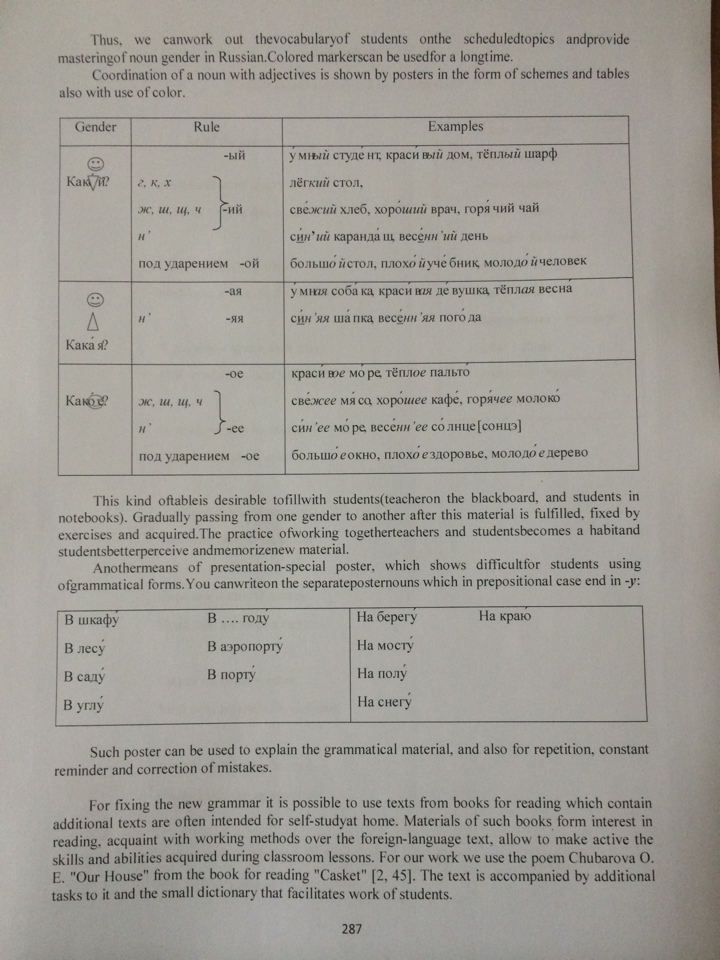 Thus, we canwork out thevocabularyof students onthe scheduledtopics andprovide
masteringof noun gender in Russian.Colored markerscan be usedfor a longtime.
Coordination of a noun with adjectives is shown by posters in the form of schemes and tables
also with use of color.
Gender Rule Examples
-ый у́мный студе́нт, краси́вый дом, тёплый шарф
Како́й? г, к, х лёгкий стол,
ж, ш, щ, ч -ий све́жий хлеб, хоро́ший врач, горя́чий чай
н' си́н'ий каранда́ш, весе́нн'ий день
под ударением -ой большо́й стол, плохо́й уче́бник, молодо́й человек
-ая у́мная соба́ка, краси́вая де́вушка, тёплая весна́
н' -яя си́н'яя ша́пка, весе́нн'яя пого́да
Кака́я?
-ое краси́вое мо́ре, тёплое пальто́
Како́е? ж, ш, щ, ч све́жее мя́со, хоро́шее кафе́, горя́чее молоко́
н' -ее си́н'ее мо́ре, весе́нн'ее со́лнце[сонцэ]
под ударением -ое большо́е окно, плохо́е здоровье, молодо́е дерево
This kind oftableis desirable tofillwith students(teacheron the blackboard, and students in
notebooks). Gradually passing from one gender to another after this material is fulfilled, fixed by
exercises and acquired.The practice ofworking togetherteachers and studentsbecomes a habitand
studentsbetterperceive andmemorizenew material.
Anothermeans of presentation-special poster, which shows difficultfor students using
ofgrammatical forms.You canwriteon the separateposternouns which in prepositional case end in -у:
В шкафу́ В …. году́ На берегу́ На краю́
В лесу́ В аэропорту́ На мосту́
В саду́ В порту́ На полу́
В углу́ На снегу́
Such poster can be used to explain the grammatical material, and also for repetition, constant
reminder and correction of mistakes.
For fixing the new grammar it is possible to use texts from books for reading which contain
additional texts are often intended for self-studyat home. Materials of such books form interest in
reading, acquaint with working methods over the foreign-language text, allow to make active the
skills and abilities acquired during classroom lessons. For our work we use the poem Chubarova O.
E. "Our House" from the book for reading "Casket" [2, 45]. The text is accompanied by additional
tasks to it and the small dictionary that facilitates work of students.
287